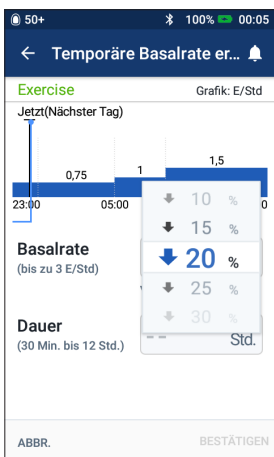 50+ 100% 00:05
Temporäre Basalrate er...
Exercise Grafik: E/Std
Jetzt(Nächster Tag)
0,75 1 1,5
23:00 05:00 0
10 %
15 %
20 %
25 %
30 %
Basalrate
(bis zu 3 E/Std)
Dauer
(30 Min. bis 12 Std.)
-- Std.
ABBR. BESTÄTIGEN